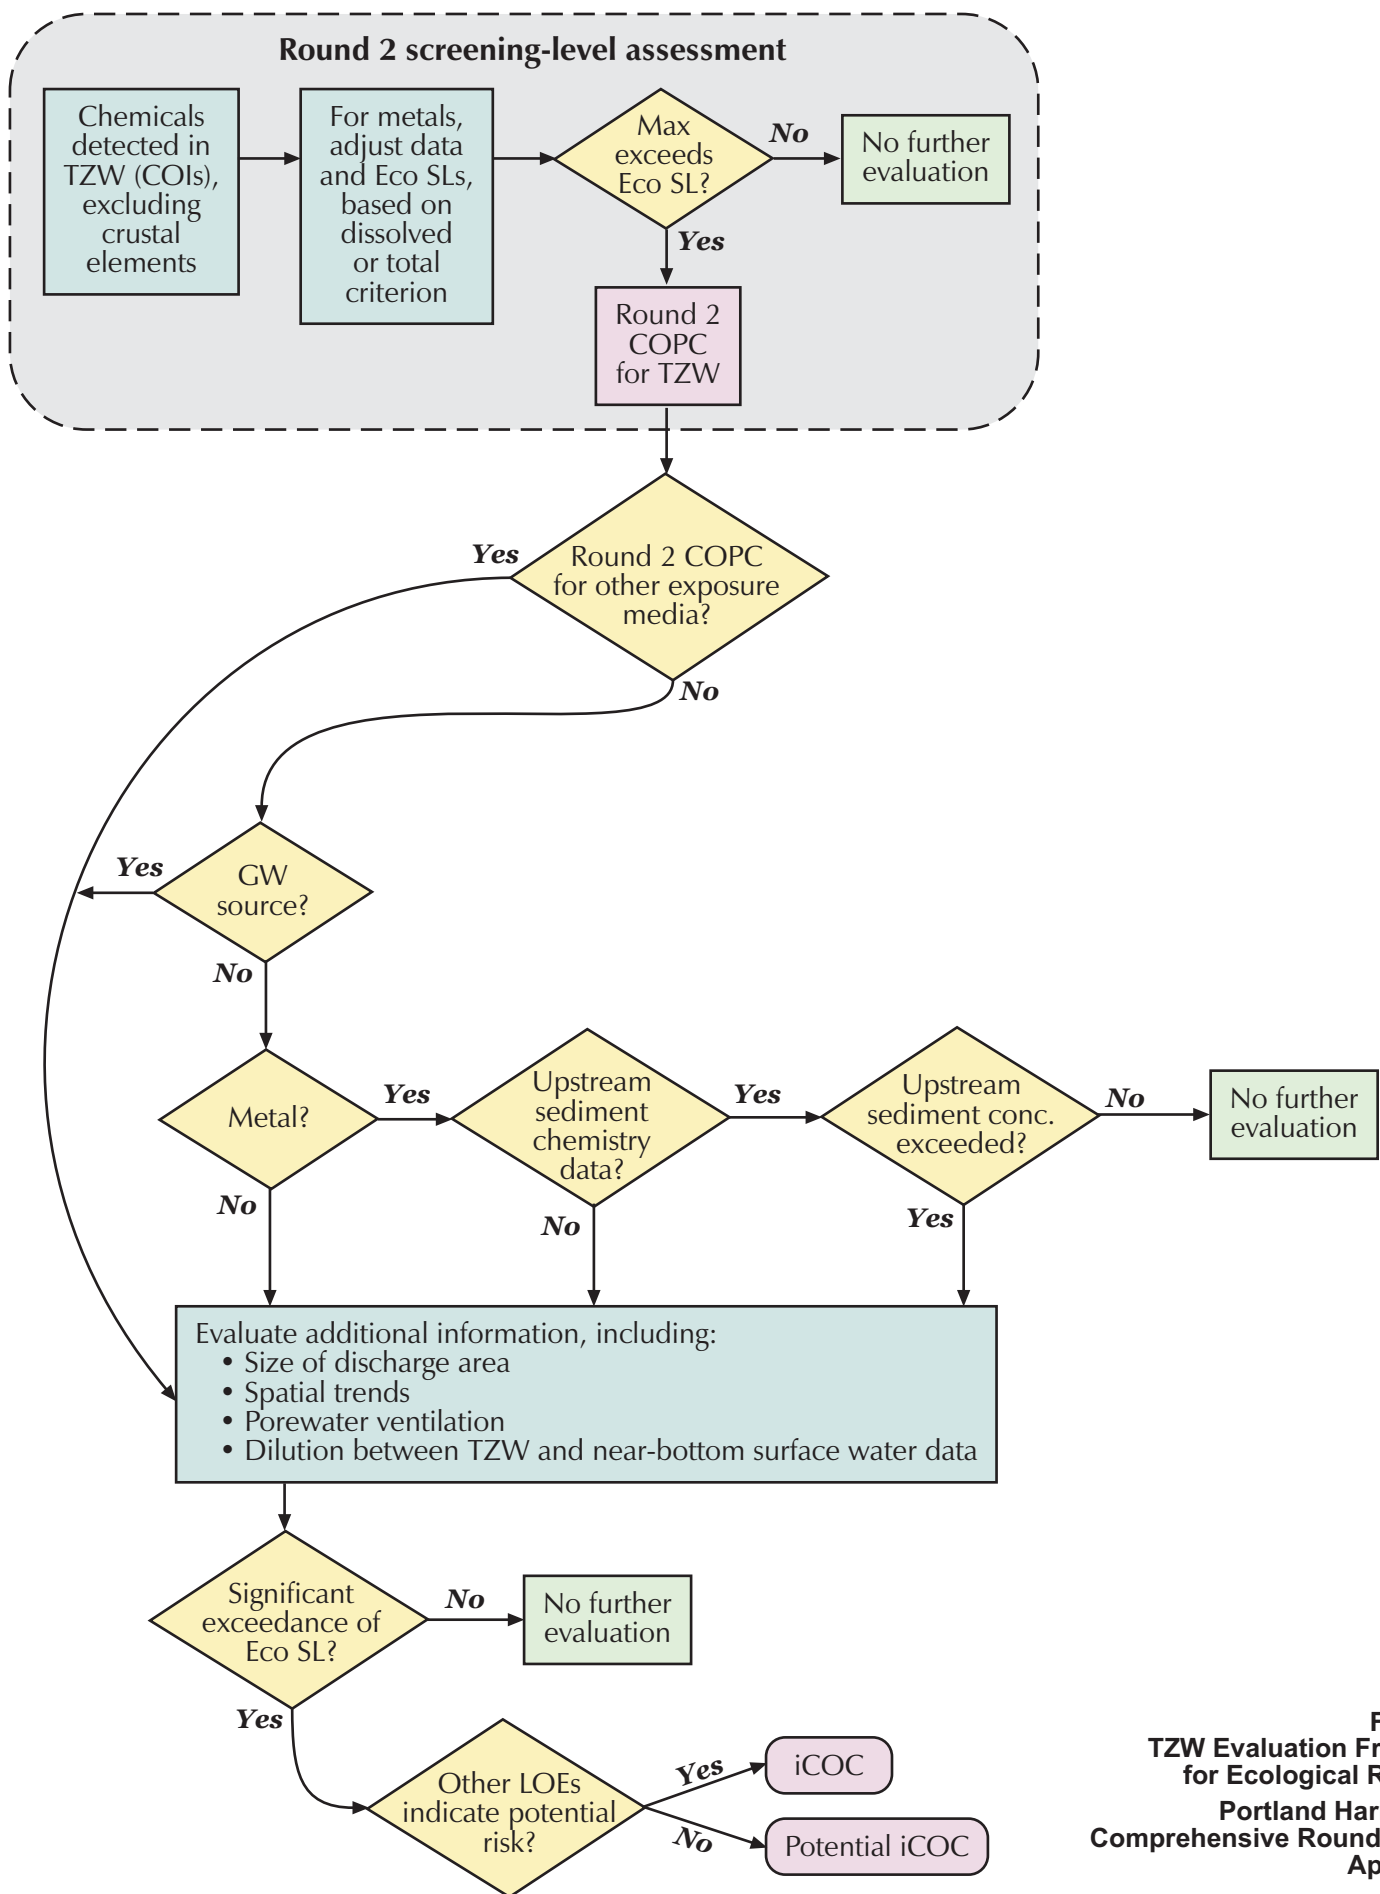 Round 2 screening-level assessment
Chemicals
detected in
TZW (COIs),
excluding
crustal
elements
For metals,
adjust data
and Eco SLs,
based on
dissolved
or total
criterion
Max
exceeds
Eco SL?
No
No further
evaluation
Yes
Round 2
COPC
for TZW
Yes
Round 2 COPC
for other exposure
media?
No
Yes
GW
source?
No
Metal?
Yes
Upstream
sediment
chemistry
data?
Yes
Upstream
sediment conc.
exceeded?
No
No further
evaluation
No
No
Yes
Evaluate additional information, including:
• Size of discharge area
• Spatial trends
• Porewater ventilation
• Dilution between TZW and near-bottom surface water data
Significant
exceedance of
Eco SL?
No
No further
evaluation
Yes
Other LOEs
indicate potential
risk?
Yes
iCOC
No
Potential iCOC
TZW Evaluation Fr
for Ecological R
Portland Har
Comprehensive Round
Ap